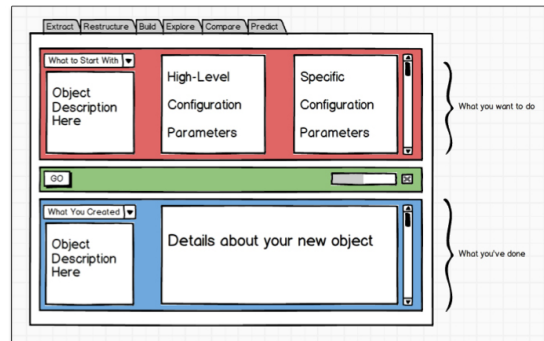 Extract Restructure Build Explore Compare Predict
What to Start With
Object
Description
Here
High-Level
Configuration
Parameters
Specific
Configuration
Parameters
What you want to do
GO
What You Created
Object
Description
Here
Details about your new object
What you've done